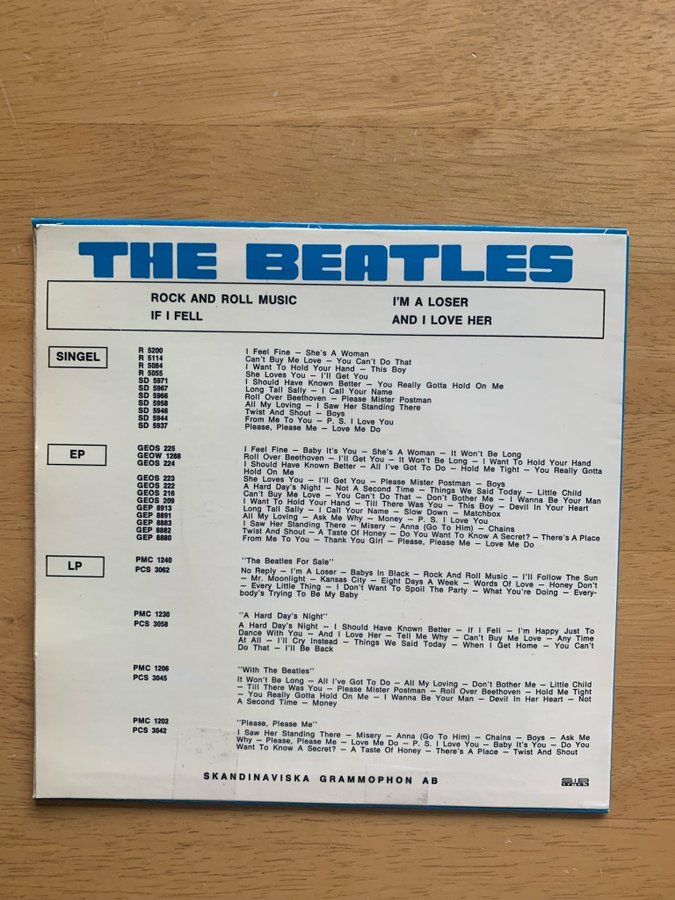 THE BEATLES
ROCK AND ROLL MUSIC I'M A LOSER
IF I FELL AND I LOVE HER
SINGEL
R 5200 I Feel Fine — She's A Woman
R 5114 Can't Buy Me Love — You Can't Do That
R 5084 I Want To Hold Your Hand — This Boy
R 5055 She Loves You — I'll Get You
SD 5971 I Should Have Known Better — You Really Gotta Hold On Me
SD 5967 Long Tall Sally — I Call Your Name
SD 5968 Roll Over Beethoven — Please Mister Postman
SD 5958 All My Loving — I Saw Her Standing There
SD 5946 Twist And Shout — Boys
SD 5944 From Me To You — P. S. I Love You
SD 5937 Please, Please Me — Love Me Do
EP
GEOS 225 I Feel Fine — Baby It's You — She's A Woman — It Won't Be Long
GEOW 1268 Roll Over Beethoven — I'll Get You — It Won't Be Long — I Want To Hold Your Hand
GEOS 224 I Should Have Known Better — All I've Got To Do — Hold Me Tight — You Really Gotta
Hold On Me
GEOS 223 She Loves You — I'll Get You — Please Mister Postman — Boys
GEOS 222 A Hard Day's Night — Not A Second Time — Things We Said Today — Little Child
GEOS 216 Can't Buy Me Love — You Can't Do That — Don't Bother Me — I Wanna Be Your Man
GEOS 209 I Want To Hold Your Hand — Till There Was You — This Boy — Devil In Your Heart
GEP 8913 Long Tall Sally — I Call Your Name — Slow Down — Matchbox
GEP 8891 All My Loving — Ask Me Why — Money — P. S. I Love You
GEP 8883 I Saw Her Standing There — Misery — Anna (Go To Him) — Chains
GEP 8882 Twist And Shout — A Taste Of Honey — Do You Want To Know A Secret? — There's A Place
GEP 8880 From Me To You — Thank You Girl — Please, Please Me — Love Me Do
LP
PMC 1240 "The Beatles For Sale"
PCS 3062 No Reply — I'm A Loser — Babys In Black — Rock And Roll Music — I'll Follow The Sun
— Mr. Moonlight — Kansas City — Eight Days A Week — Words Of Love — Honey Don't
— Every Little Thing — I Don't Want To Spoil The Party — What You're Doing — Every-
body's Trying To Be My Baby
PMC 1230 "A Hard Day's Night"
PCS 3058 A Hard Day's Night — I Should Have Known Better — If I Fell — I'm Happy Just To
Dance With You — And I Love Her — Tell Me Why — Can't Buy Me Love — Any Time
At All — I'll Cry Instead — Things We Said Today — When I Get Home — You Can't
Do That — I'll Be Back
PMC 1206 "With The Beatles"
PCS 3045 It Won't Be Long — All I've Got To Do — All My Loving — Don't Bother Me — Little Child
— Till There Was You — Please Mister Postman — Roll Over Beethoven — Hold Me Tight
— You Really Gotta Hold On Me — I Wanna Be Your Man — Devil In Her Heart — Not
A Second Time — Money
PMC 1202 "Please, Please Me"
PCS 3042 I Saw Her Standing There — Misery — Anna (Go To Him) — Chains — Boys — Ask Me
Why — Please, Please Me — Love Me Do — P. S. I Love You — Baby It's You — Do You
Want To Know A Secret? — A Taste Of Honey — There's A Place — Twist And Shout
SKANDINAVISKA GRAMMOPHON AB